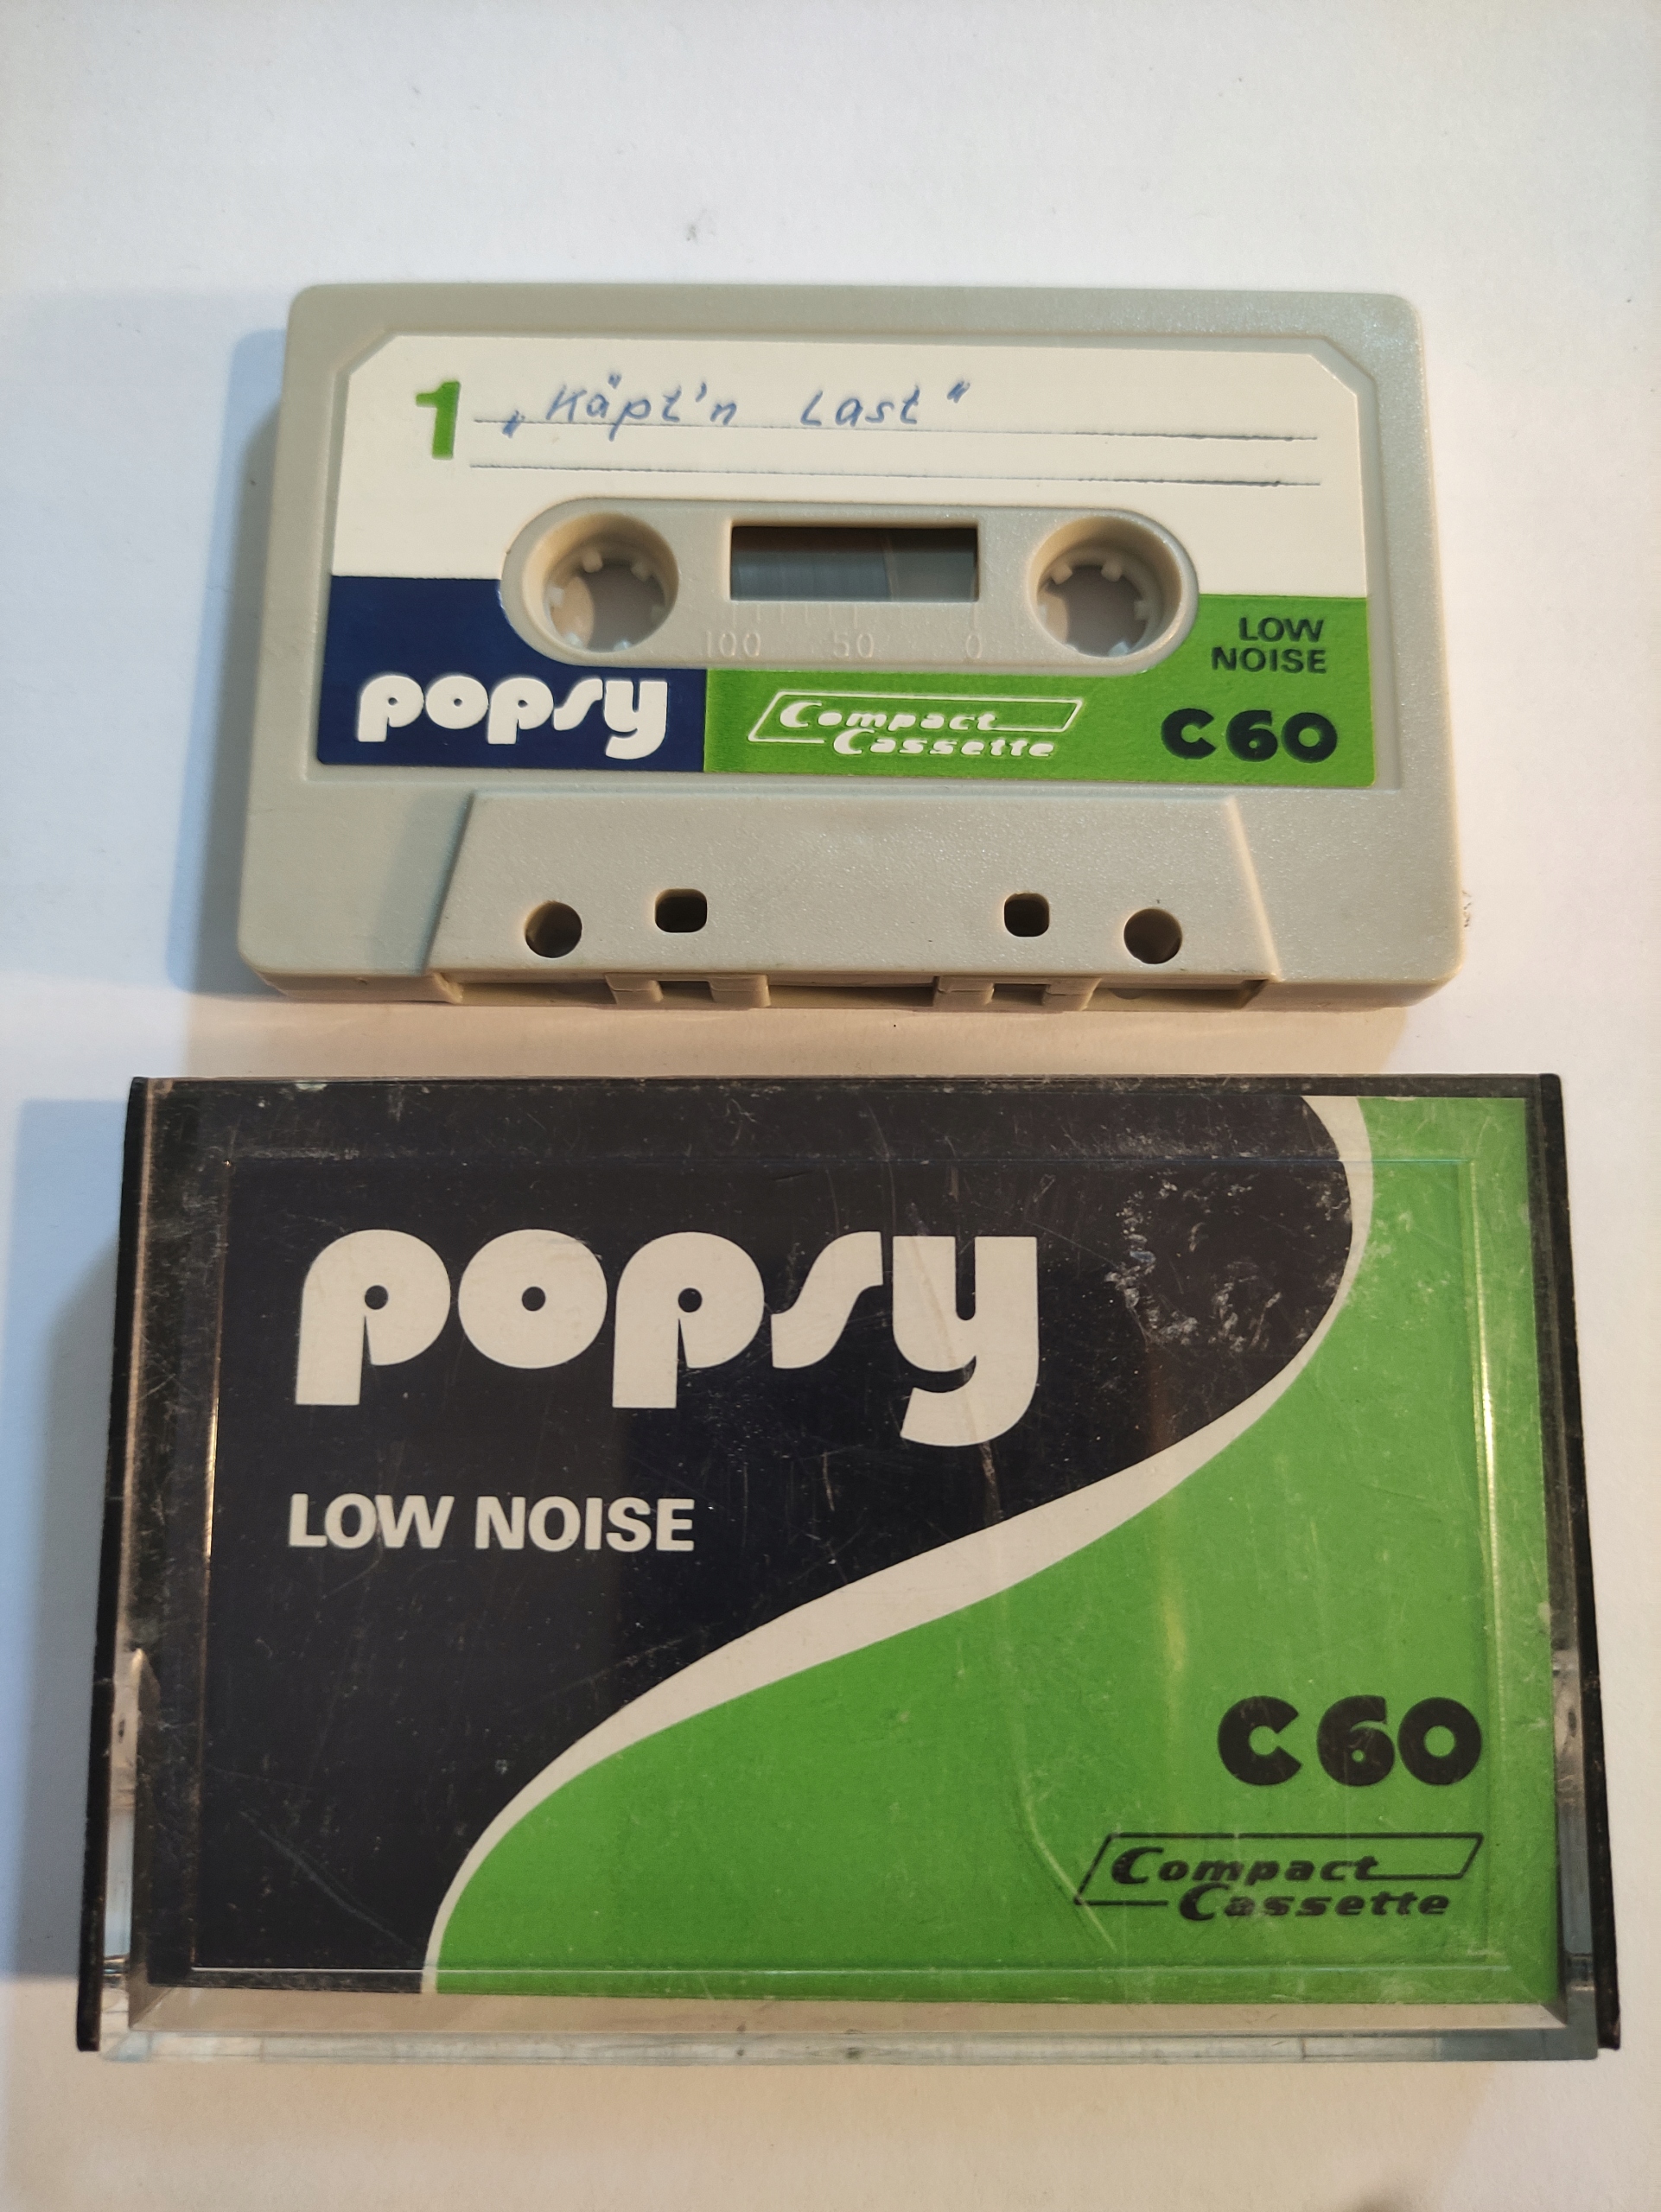 1 „Käpt'n Last“
100 50 0
LOW
NOISE
popsy
Compact
Cassette
C60
popsy
LOW NOISE
C60
Compact
Cassette